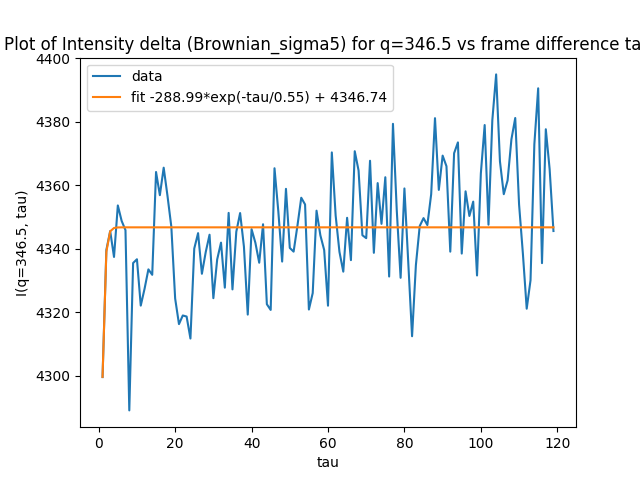 Plot of Intensity delta (Brownian_sigma5) for q=346.5 vs frame difference ta
4400
4380
4360
4340
4320
4300
I(q=346.5, tau)
data
fit -288.99*exp(-tau/0.55) + 4346.74
0 20 40 60 80 100 120
tau